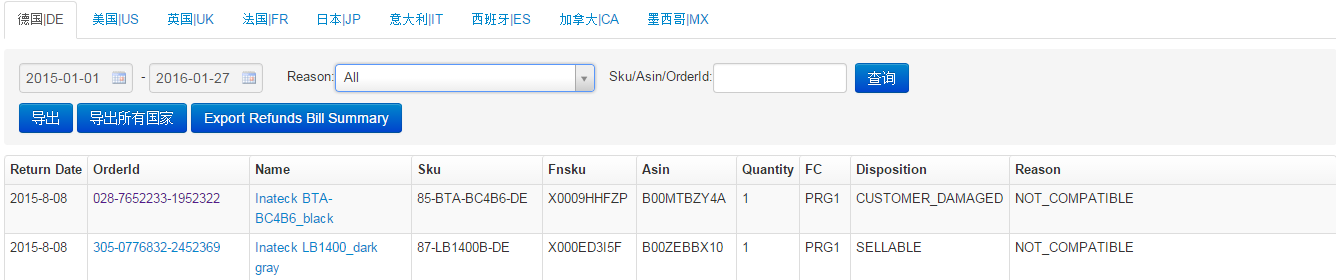 德国|DE 美国|US 英国|UK 法国|FR 日本|JP 意大利|IT 西班牙|ES 加拿大|CA 墨西哥|MX
2015-01-01 - 2016-01-27 Reason: All Sku/Asin/OrderId: 查询
导出 导出所有国家 Export Refunds Bill Summary
Return Date OrderId Name Sku Fnsku Asin Quantity FC Disposition Reason
2015-8-08 028-7652233-1952322 Inateck BTA- 85-BTA-BC4B6-DE X0009HHFZP B00MTBZY4A 1 PRG1 CUSTOMER_DAMAGED NOT_COMPATIBLE
BC4B6_black
2015-8-08 305-0776832-2452369 Inateck LB1400_dark 87-LB1400B-DE X000ED3I5F B00ZEBBX10 1 PRG1 SELLABLE NOT_COMPATIBLE
gray